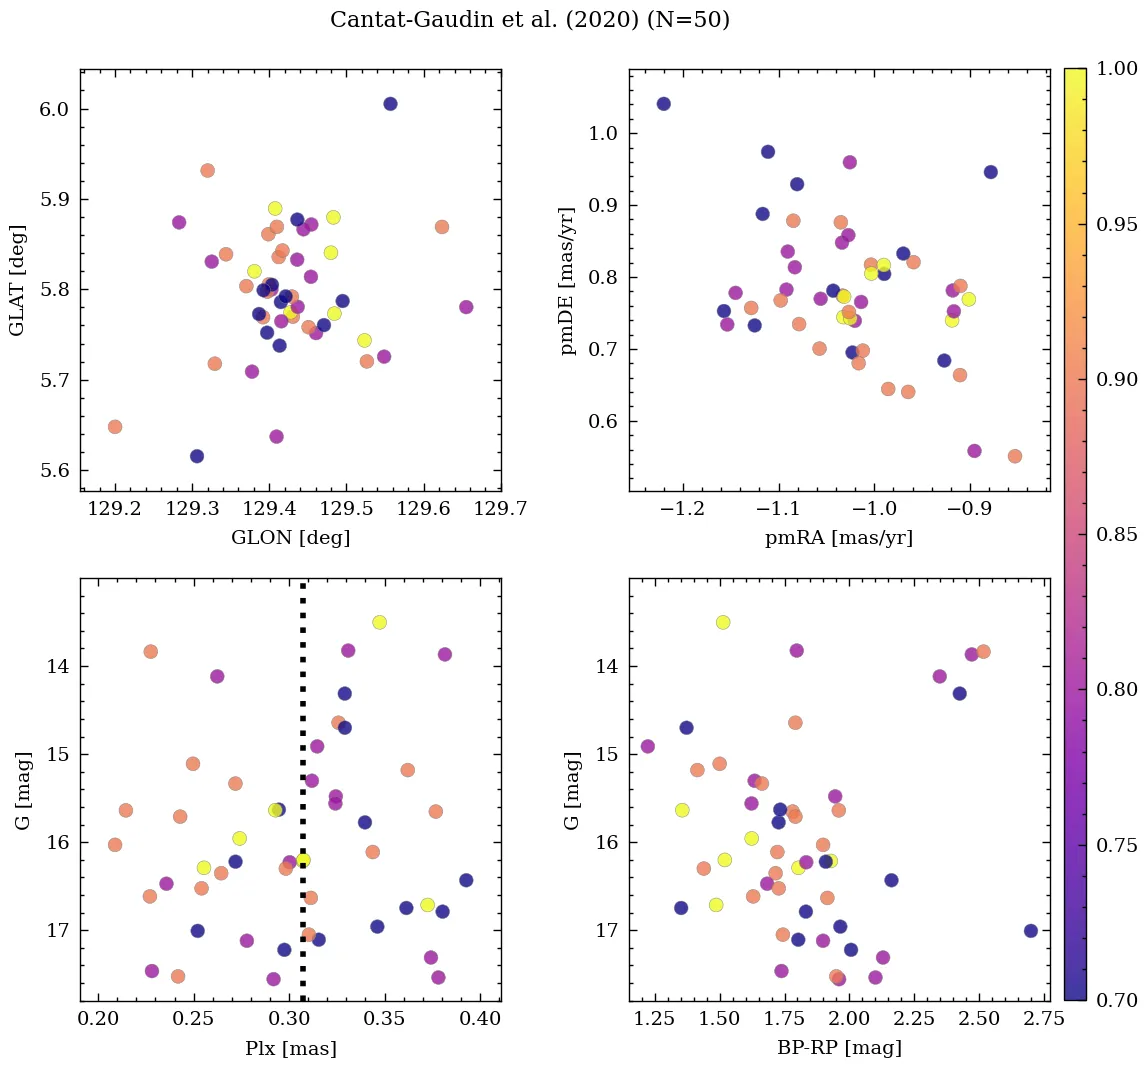 Cantat-Gaudin et al. (2020) (N=50)
6.0
5.9
5.8
5.7
5.6
GLAT [deg]
129.2 129.3 129.4 129.5 129.6 129.7
GLON [deg]
1.0
0.9
0.8
0.7
0.6
pmDE [mas/yr]
−1.2 −1.1 −1.0 −0.9
pmRA [mas/yr]
14
15
16
17
G [mag]
0.20 0.25 0.30 0.35 0.40
Plx [mas]
14
15
16
17
G [mag]
1.25 1.50 1.75 2.00 2.25 2.50 2.75
BP-RP [mag]
1.00
0.95
0.90
0.85
0.80
0.75
0.70